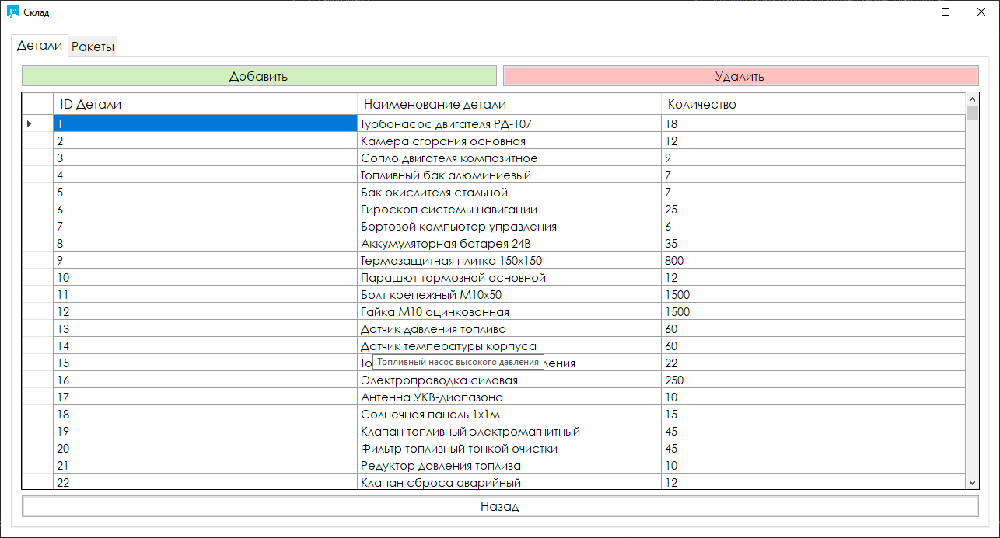 Склад
Детали Ракеты
Добавить Удалить
ID Детали Наименование детали Количество
1 Турбонасос двигателя РД-107 18
2 Камера сгорания основная 12
3 Сопло двигателя композитное 9
4 Топливный бак алюминиевый 7
5 Бак окислителя стальной 7
6 Гироскоп системы навигации 25
7 Бортовой компьютер управления 6
8 Аккумуляторная батарея 24В 35
9 Термозащитная плитка 150х150 800
10 Парашют тормозной основной 12
11 Болт крепежный М10х50 1500
12 Гайка М10 оцинкованная 1500
13 Датчик давления топлива 60
14 Датчик температуры корпуса 60
15 То Топливный насос высокого давления ления 22
16 Электропроводка силовая 250
17 Антенна УКВ-диапазона 10
18 Солнечная панель 1х1м 15
19 Клапан топливный электромагнитный 45
20 Фильтр топливный тонкой очистки 45
21 Редуктор давления топлива 10
22 Клапан сброса аварийный 12
Назад